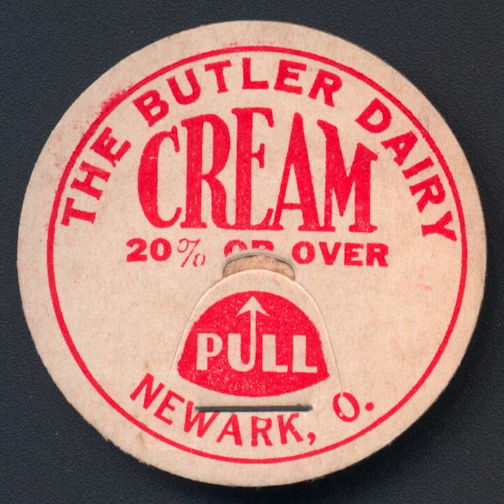 THE BUTLER DAIRY
CREAM
20% OR OVER
PULL
NEWARK, O.